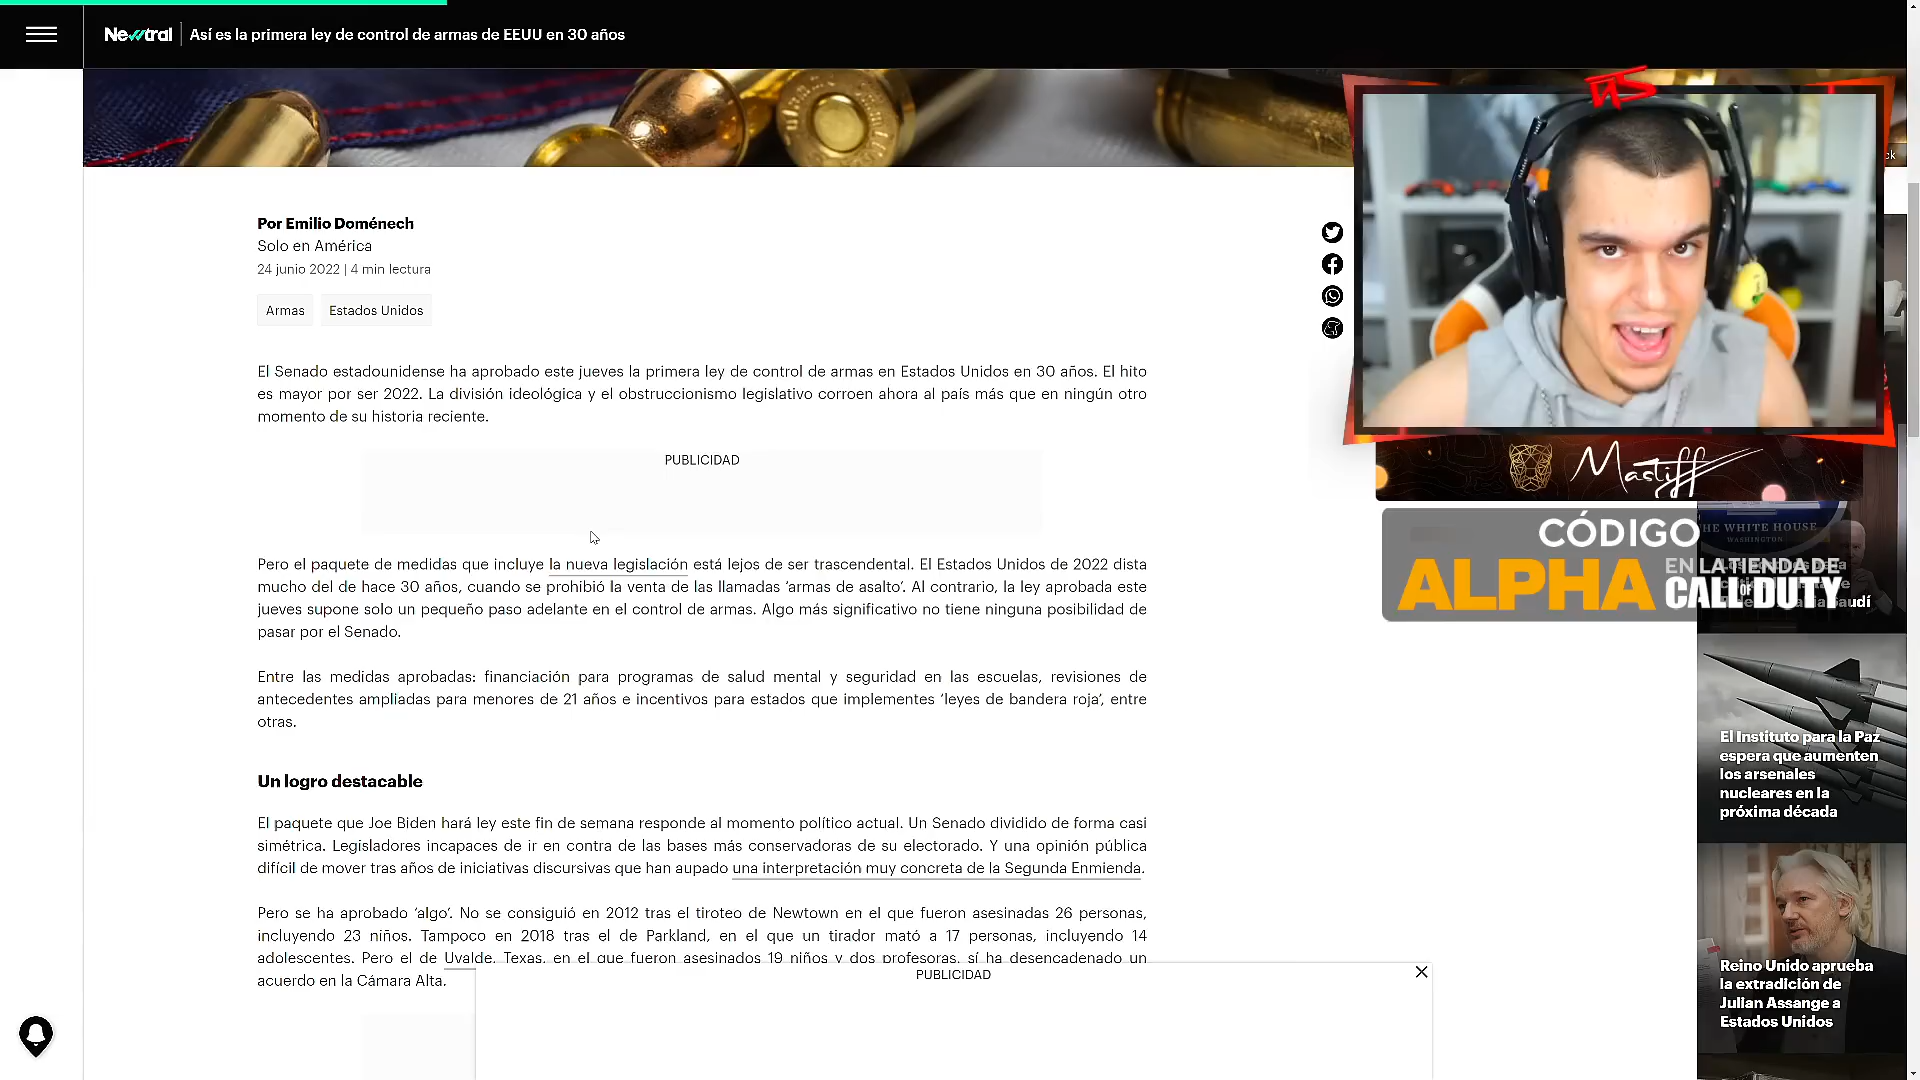 Newtral
Así es la primera ley de control de armas de EEUU en 30 años
Por Emilio Doménech
Solo en América
24 junio 2022 | 4 min lectura
Armas
Estados Unidos
El Senado estadounidense ha aprobado este jueves la primera ley de control de armas en Estados Unidos en 30 años. El hito
es mayor por ser 2022. La división ideológica y el obstruccionismo legislativo corroen ahora al país más que en ningún otro
momento de su historia reciente.
PUBLICIDAD
Pero el paquete de medidas que incluye la nueva legislación está lejos de ser trascendental. El Estados Unidos de 2022 dista
mucho del de hace 30 años, cuando se prohibió la venta de las llamadas ‘armas de asalto’. Al contrario, la ley aprobada este
jueves supone solo un pequeño paso adelante en el control de armas. Algo más significativo no tiene ninguna posibilidad de
pasar por el Senado.
Entre las medidas aprobadas: financiación para programas de salud mental y seguridad en las escuelas, revisiones de
antecedentes ampliadas para menores de 21 años e incentivos para estados que implementes ‘leyes de bandera roja’, entre
otras.
Un logro destacable
El paquete que Joe Biden hará ley este fin de semana responde al momento político actual. Un Senado dividido de forma casi
simétrica. Legisladores incapaces de ir en contra de las bases más conservadoras de su electorado. Y una opinión pública
difícil de mover tras años de iniciativas discursivas que han aupado una interpretación muy concreta de la Segunda Enmienda.
Pero se ha aprobado ‘algo’. No se consiguió en 2012 tras el tiroteo de Newtown en el que fueron asesinadas 26 personas,
incluyendo 23 niños. Tampoco en 2018 tras el de Parkland, en el que un tirador mató a 17 personas, incluyendo 14
adolescentes. Pero el de Uvalde, Texas, en el que fueron asesinados 19 niños y dos profesoras, sí ha desencadenado un
acuerdo en la Cámara Alta.
PUBLICIDAD
Mastiff
CÓDIGO
ALPHA
EN LA TIENDA DE
CALL OF DUTY
THE WHITE HOUSE
WASHINGTON
El Instituto para la Paz
espera que aumenten
los arsenales
nucleares en la
próxima década
Reino Unido aprueba
la extradición de
Julian Assange a
Estados Unidos